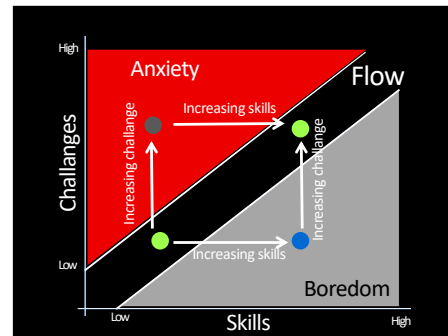 High
Anxiety
Flow
Increasing skills
Challanges
Increasing challange
Increasing challange
Low
Increasing skills
Boredom
Low
Skills
High